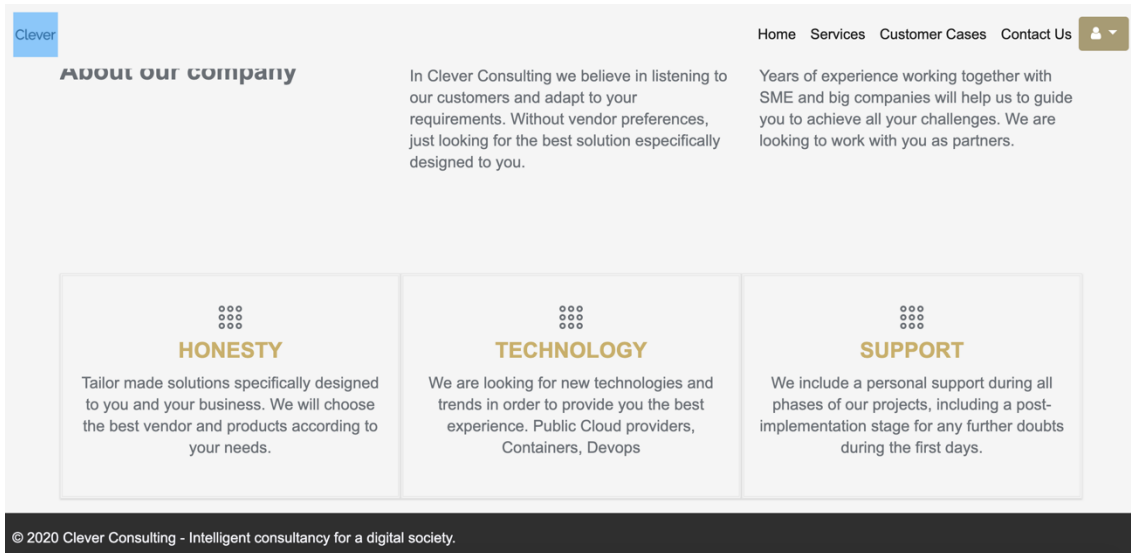 Clever
Home Services Customer Cases Contact Us
About our company
In Clever Consulting we believe in listening to
our customers and adapt to your
requirements. Without vendor preferences,
just looking for the best solution especifically
designed to you.
Years of experience working together with
SME and big companies will help us to guide
you to achieve all your challenges. We are
looking to work with you as partners.
HONESTY
Tailor made solutions specifically designed
to you and your business. We will choose
the best vendor and products according to
your needs.
TECHNOLOGY
We are looking for new technologies and
trends in order to provide you the best
experience. Public Cloud providers,
Containers, Devops
SUPPORT
We include a personal support during all
phases of our projects, including a post-
implementation stage for any further doubts
during the first days.
© 2020 Clever Consulting - Intelligent consultancy for a digital society.